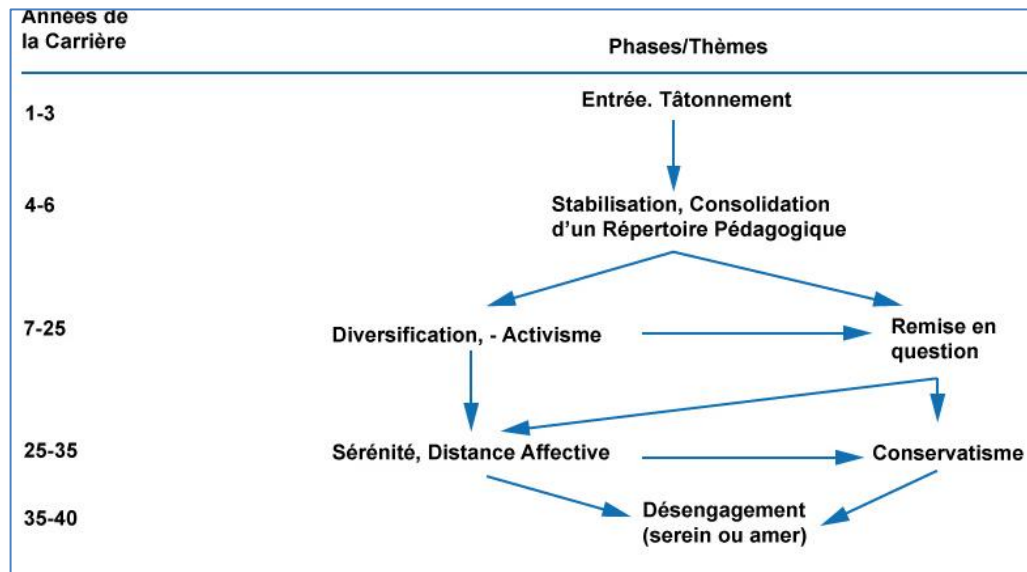 Années de
la Carrière
Phases/Thèmes
1-3
Entrée. Tâtonnement
4-6
Stabilisation, Consolidation
d'un Répertoire Pédagogique
7-25
Diversification, - Activisme
Remise en
question
25-35
Sérénité, Distance Affective
Conservatisme
35-40
Désengagement
(serein ou amer)